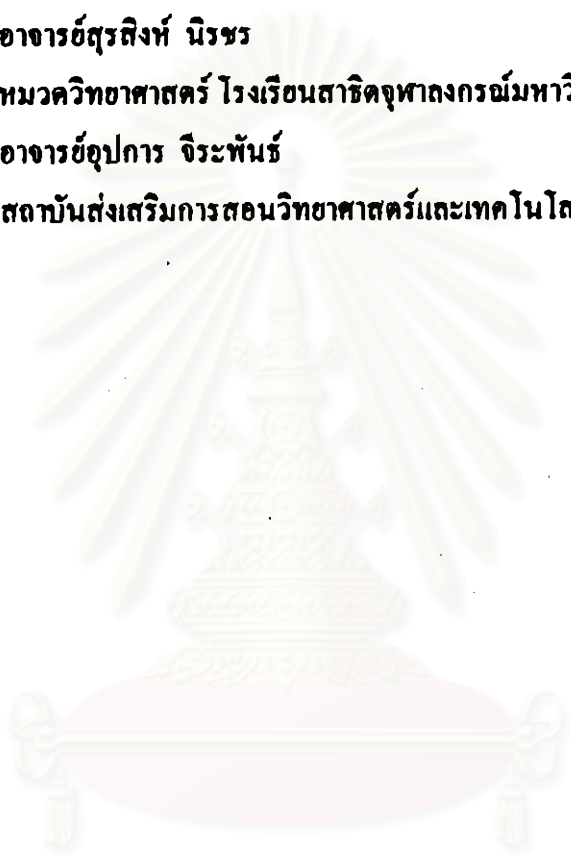 อาจารย์สุรสิงห์ นิรชร
หมวดวิทยาศาสตร์ โรงเรียนสาธิตจุฬาลงกรณ์มหาวิ
อาจารย์อุปการ จีระพันธ์
สถาบันส่งเสริมการสอนวิทยาศาสตร์และเทคโนโล